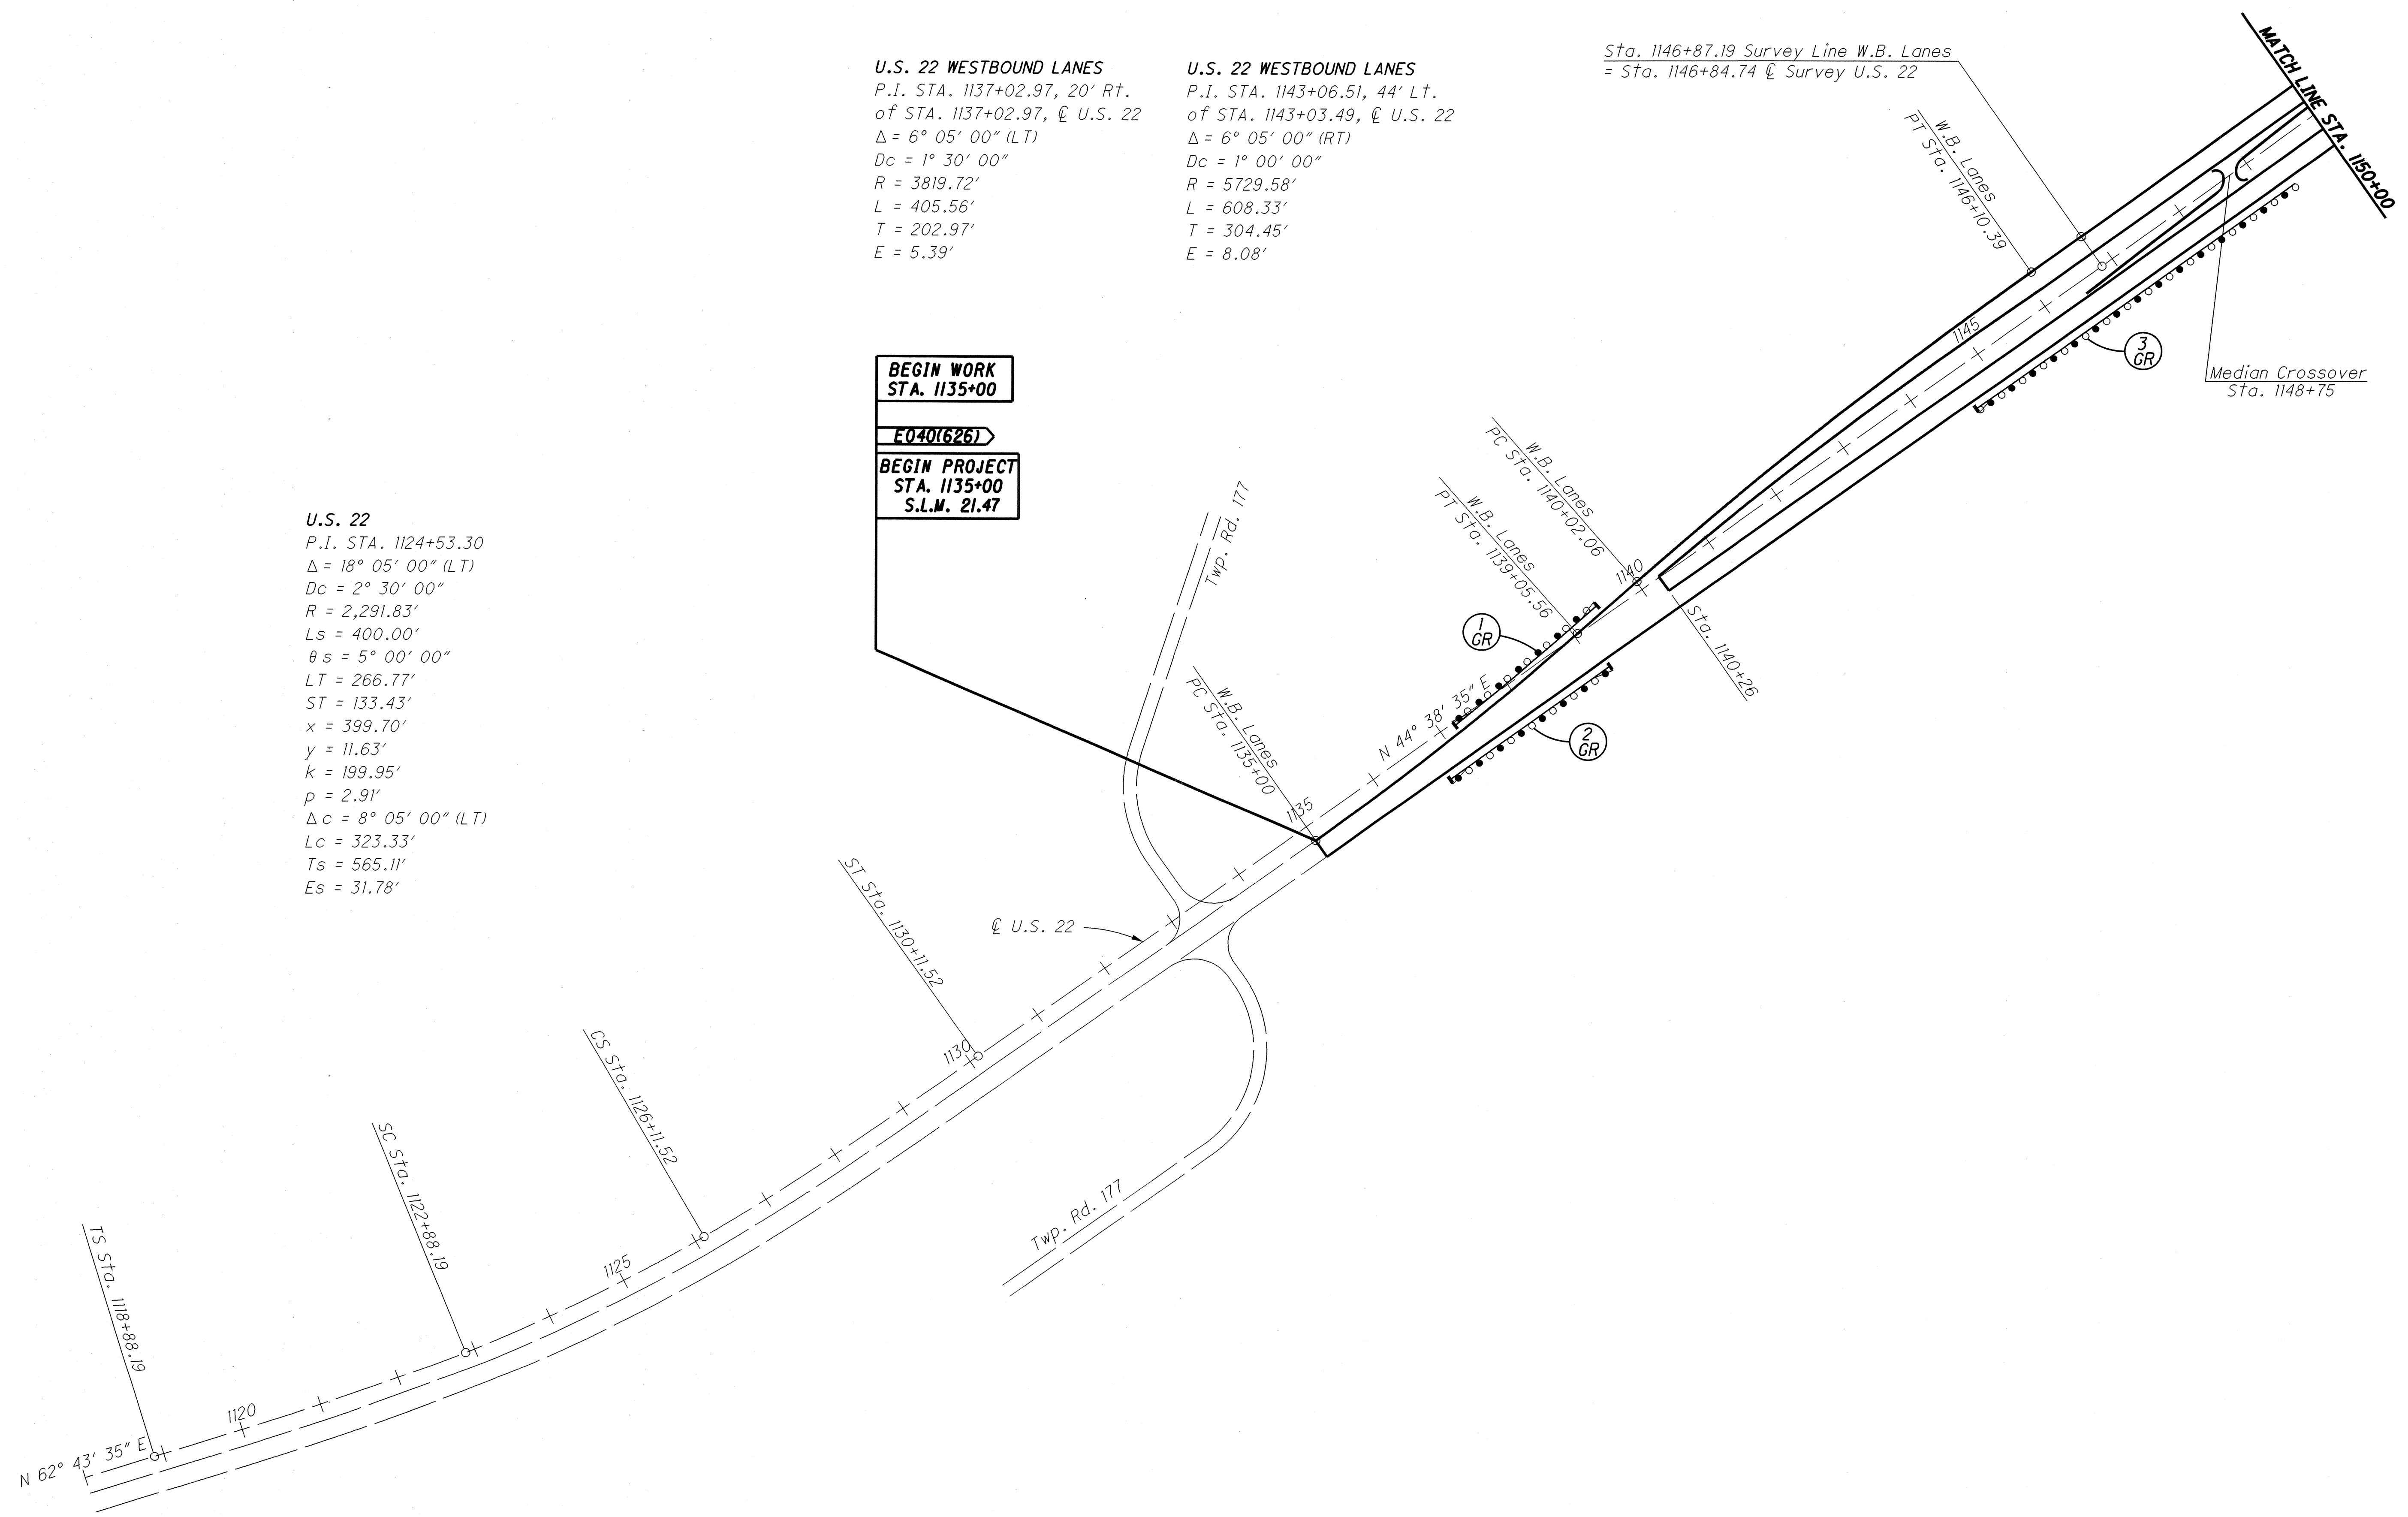 U.S. 22 WESTBOUND LANES
P.I. STA. 1137+02.97, 20' Rt.
of STA. 1137+02.97, ℄ U.S. 22
Δ = 6° 05' 00" (LT)
Dc = 1° 30' 00"
R = 3819.72'
L = 405.56'
T = 202.97'
E = 5.39'
U.S. 22 WESTBOUND LANES
P.I. STA. 1143+06.51, 44' Lt.
of STA. 1143+03.49, ℄ U.S. 22
Δ = 6° 05' 00" (RT)
Dc = 1° 00' 00"
R = 5729.58'
L = 608.33'
T = 304.45'
E = 8.08'
Sta. 1146+87.19 Survey Line W.B. Lanes
= Sta. 1146+84.74 ℄ Survey U.S. 22
MATCH LINE STA. 1150+00
W.B. Lanes
PT Sta. 1146+10.39
1145
3
GR
Median Crossover
Sta. 1148+75
BEGIN WORK
STA. 1135+00
E040(626)
BEGIN PROJECT
STA. 1135+00
S.L.M. 21.47
W.B. Lanes
PC Sta. 1140+02.06
W.B. Lanes
PT Sta. 1139+05.56
1140
Sta. 1140+26
1
GR
2
GR
Twp. Rd. 177
N 44° 38' 35" E
W.B. Lanes
PC Sta. 1135+00
1135
U.S. 22
P.I. STA. 1124+53.30
Δ = 18° 05' 00" (LT)
Dc = 2° 30' 00"
R = 2,291.83'
Ls = 400.00'
θs = 5° 00' 00"
LT = 266.77'
ST = 133.43'
x = 399.70'
y = 11.63'
k = 199.95'
p = 2.91'
Δc = 8° 05' 00" (LT)
Lc = 323.33'
Ts = 565.11'
Es = 31.78'
℄ U.S. 22
ST Sta. 1130+11.52
1130
CS Sta. 1126+11.52
1125
SC Sta. 1122+88.19
Twp. Rd. 177
TS Sta. 1118+88.19
1120
N 62° 43' 35" E